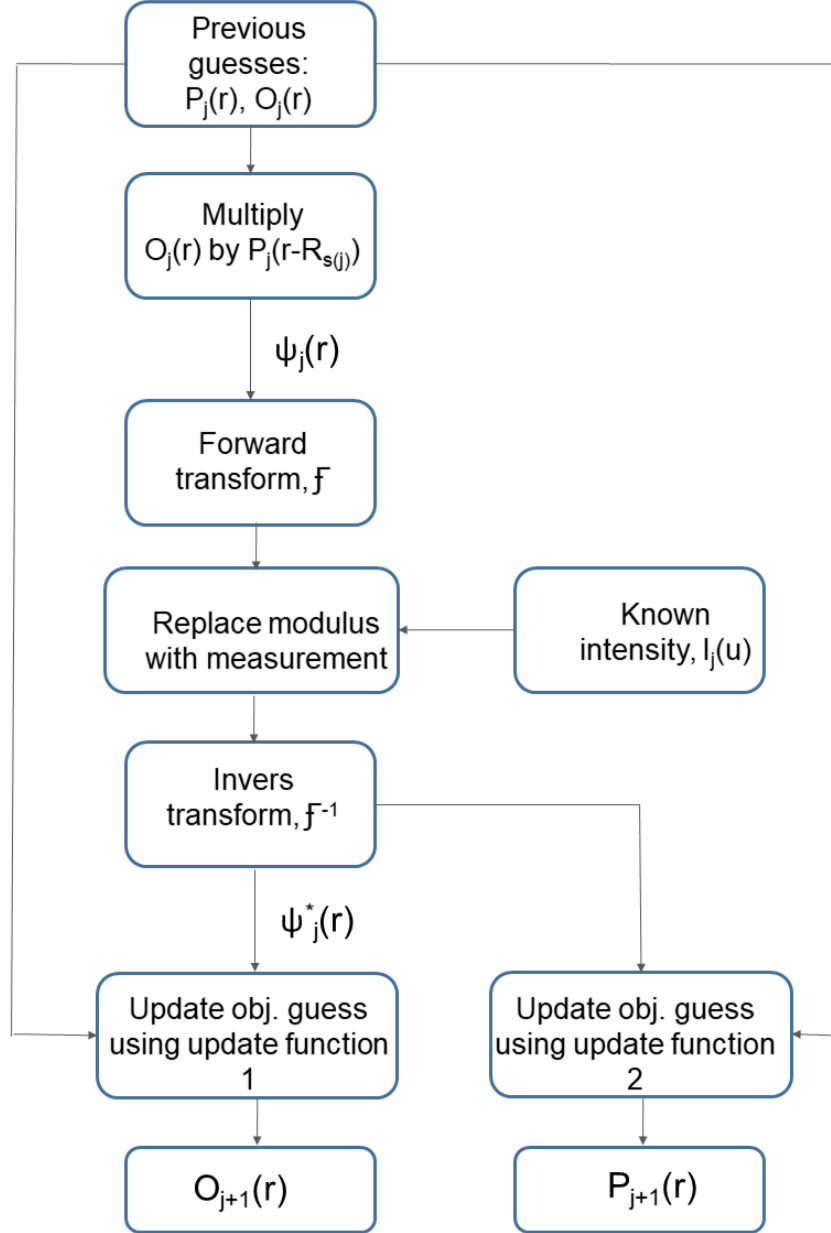 Previous
guesses:
Pⱼ(r), Oⱼ(r)
Multiply
Oⱼ(r) by Pⱼ(r-R_s(j))
ψⱼ(r)
Forward
transform, Ƒ
Replace modulus
with measurement
Known
intensity, Iⱼ(u)
Invers
transform, Ƒ⁻¹
ψ*ⱼ(r)
Update obj. guess
using update function
1
Update obj. guess
using update function
2
Oⱼ₊₁(r)
Pⱼ₊₁(r)